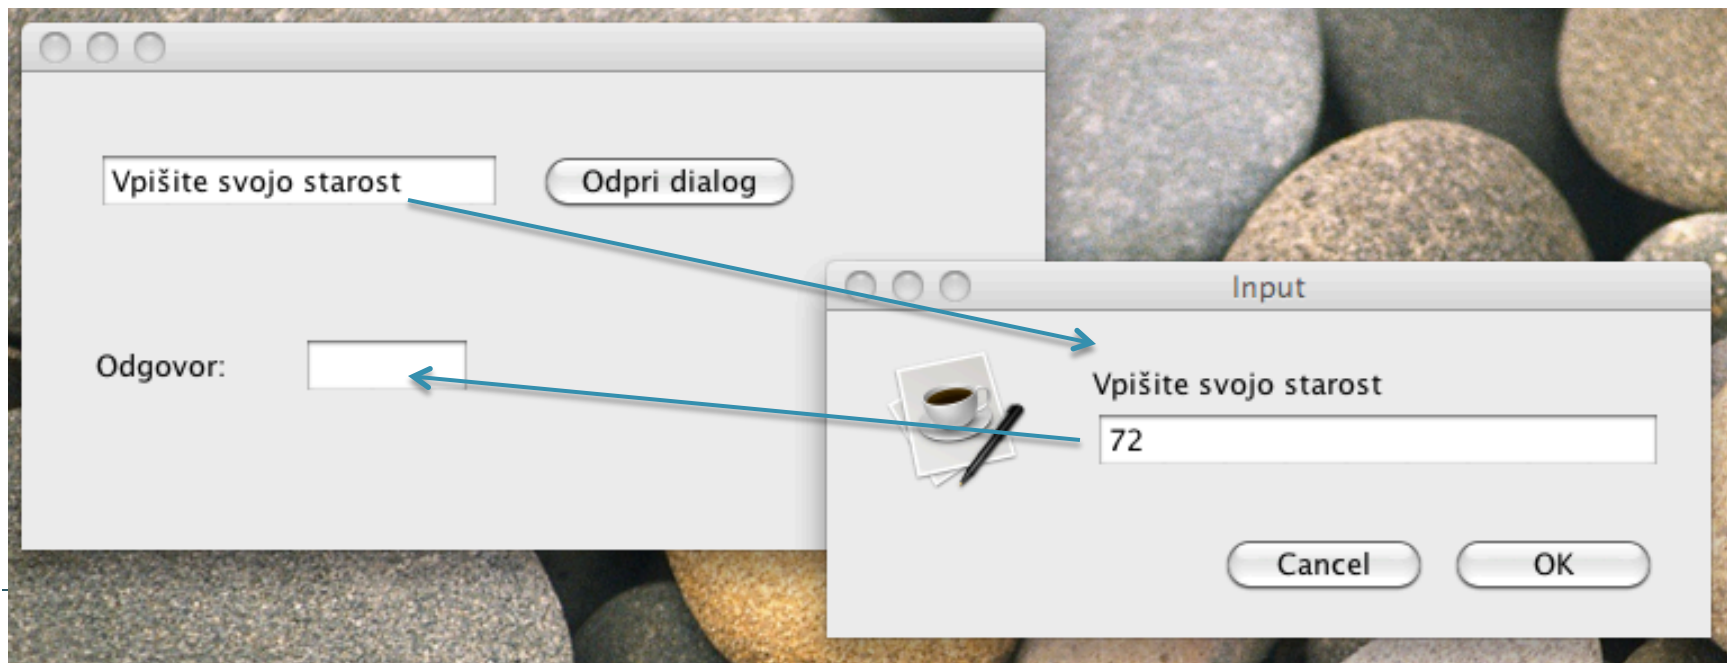 Vpišite svojo starost
Odpri dialog
Odgovor:
Input
Vpišite svojo starost
72
Cancel
OK